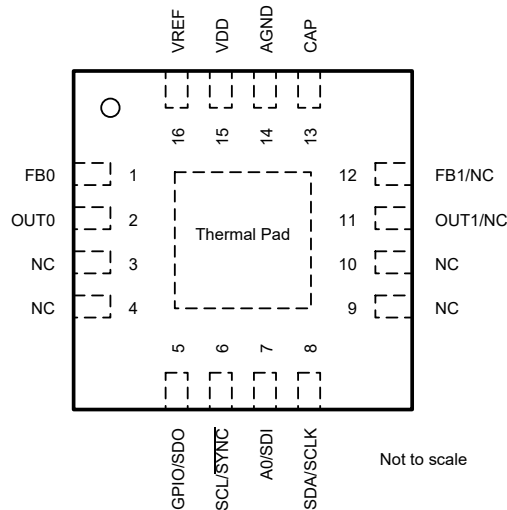 VREF
VDD
AGND
CAP
16
15
14
13
FB0
1
12
FB1/NC
OUT0
2
11
OUT1/NC
Thermal Pad
NC
3
10
NC
NC
4
9
NC
5
6
7
8
GPIO/SDO
SCL/SYNC
A0/SDI
SDA/SCLK
Not to scale